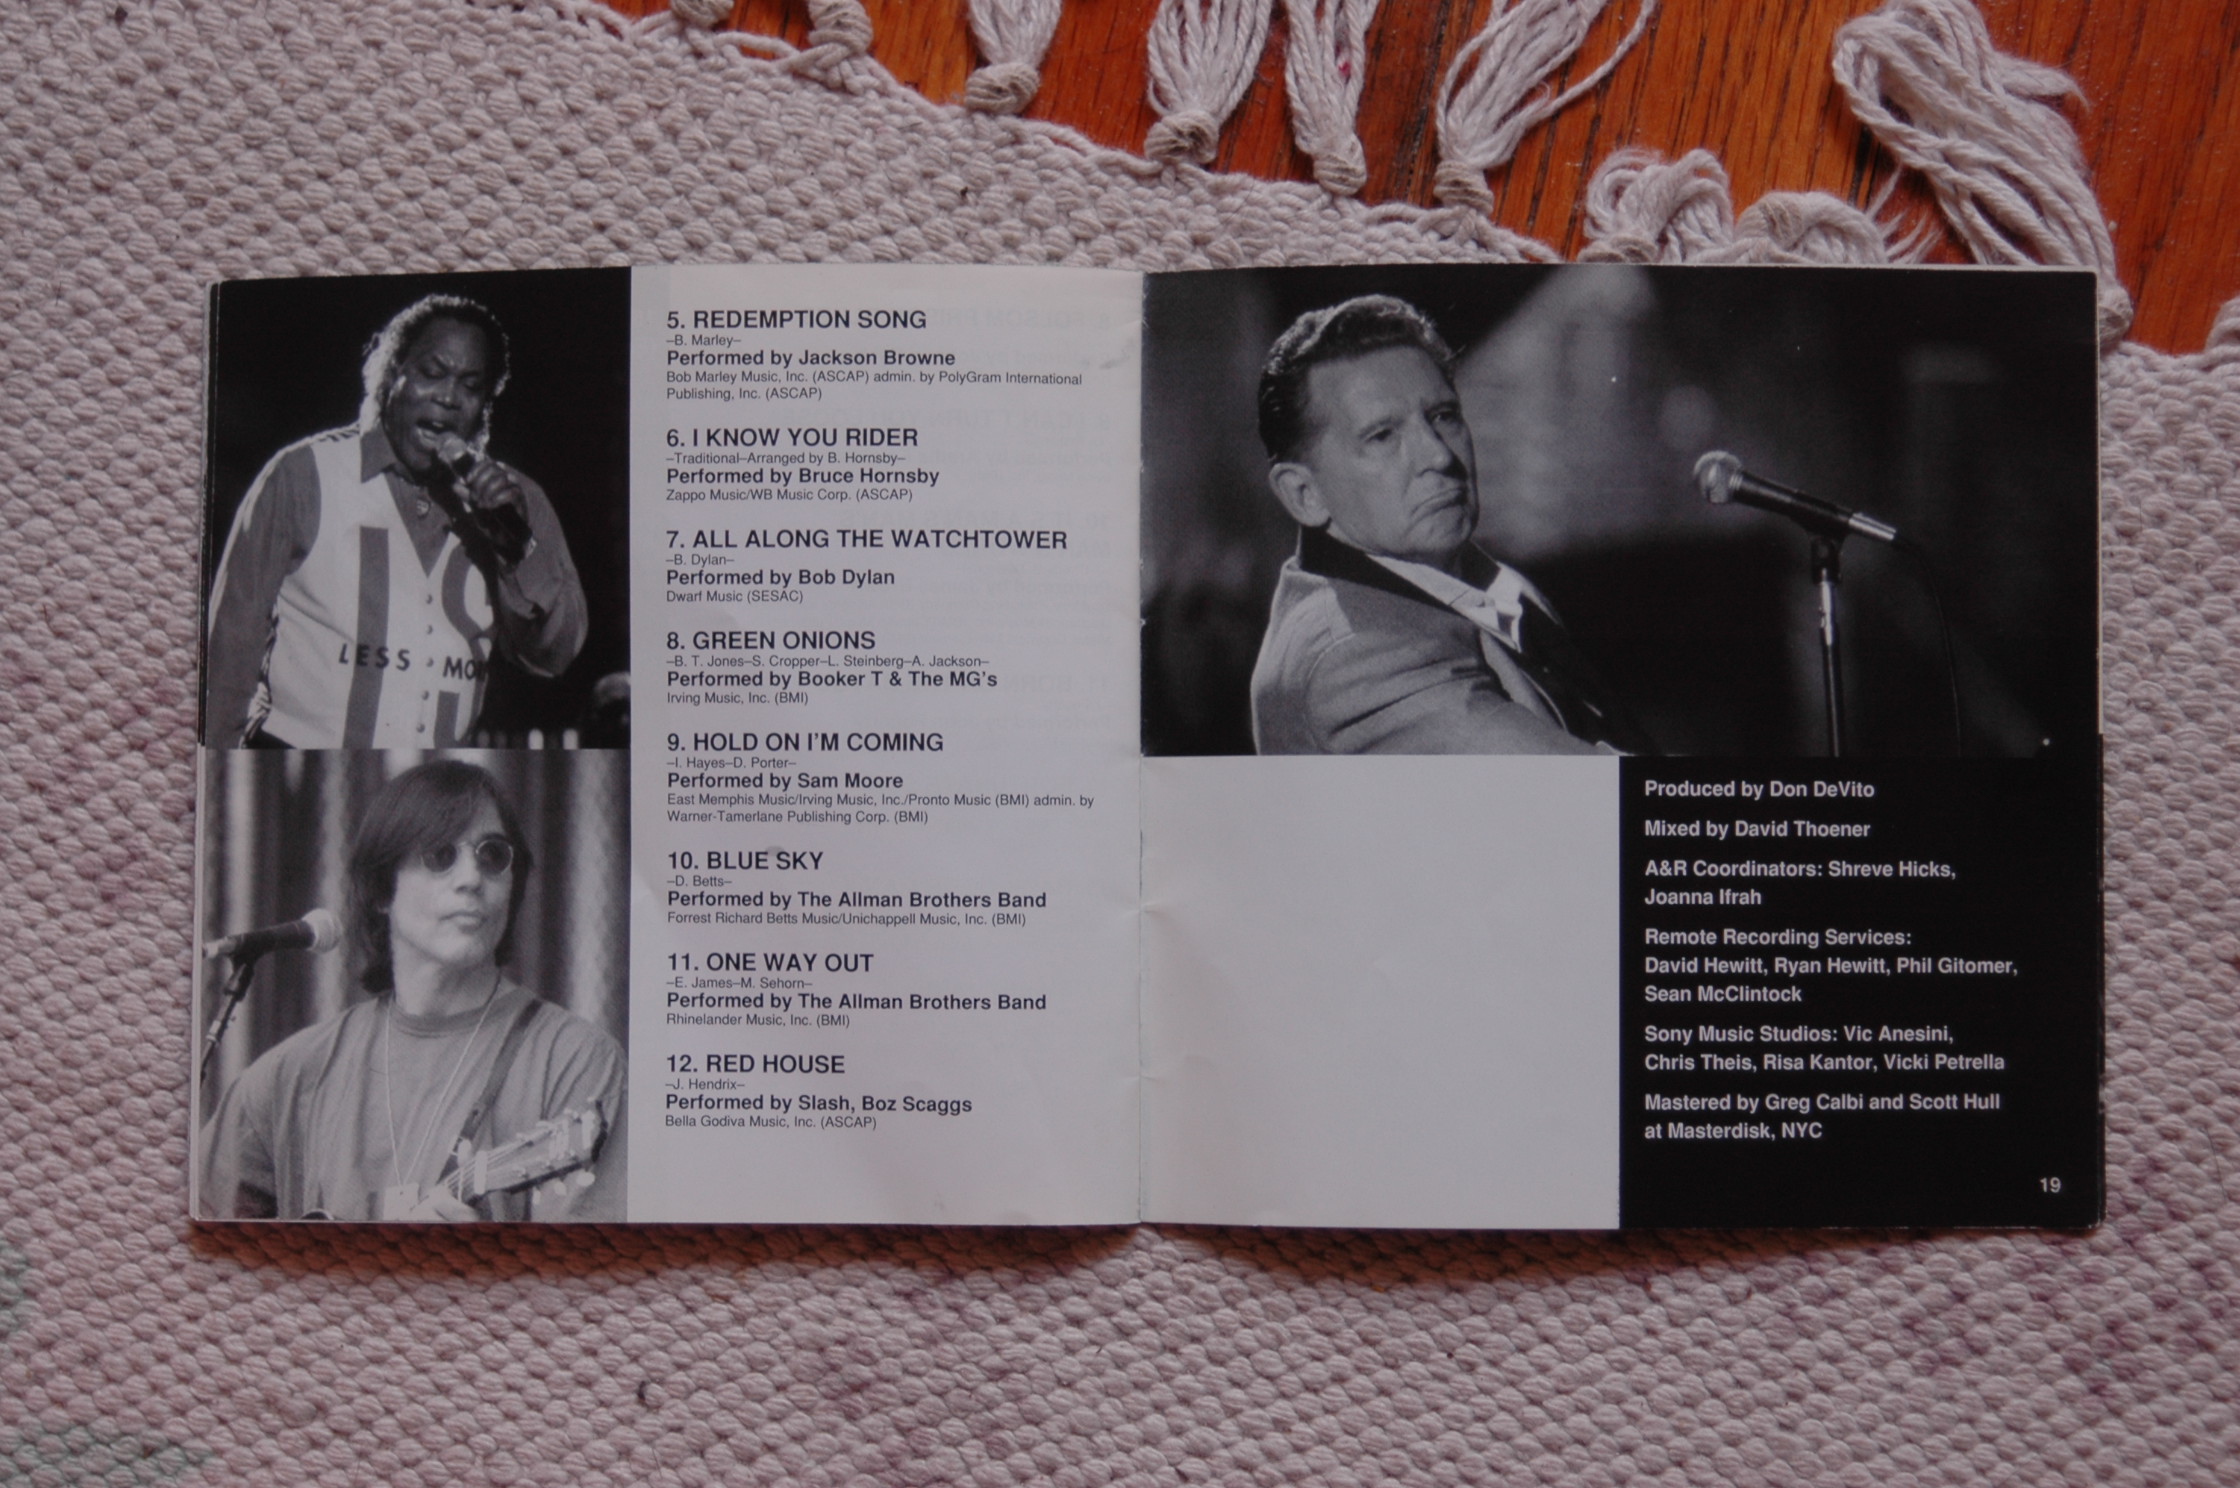 5. REDEMPTION SONG
–B. Marley–
Performed by Jackson Browne
Bob Marley Music, Inc. (ASCAP) admin. by PolyGram International
Publishing, Inc. (ASCAP)
6. I KNOW YOU RIDER
–Traditional–Arranged by B. Hornsby–
Performed by Bruce Hornsby
Zappo Music/WB Music Corp. (ASCAP)
7. ALL ALONG THE WATCHTOWER
–B. Dylan–
Performed by Bob Dylan
Dwarf Music (SESAC)
8. GREEN ONIONS
–B. T. Jones–S. Cropper–L. Steinberg–A. Jackson–
Performed by Booker T & The MG's
Irving Music, Inc. (BMI)
9. HOLD ON I'M COMING
–I. Hayes–D. Porter–
Performed by Sam Moore
East Memphis Music/Irving Music, Inc./Pronto Music (BMI) admin. by
Warner-Tamerlane Publishing Corp. (BMI)
10. BLUE SKY
–D. Betts–
Performed by The Allman Brothers Band
Forrest Richard Betts Music/Unichappell Music, Inc. (BMI)
11. ONE WAY OUT
–E. James–M. Sehorn–
Performed by The Allman Brothers Band
Rhinelander Music, Inc. (BMI)
12. RED HOUSE
–J. Hendrix–
Performed by Slash, Boz Scaggs
Bella Godiva Music, Inc. (ASCAP)
LESS MO
Produced by Don DeVito
Mixed by David Thoener
A&R Coordinators: Shreve Hicks,
Joanna Ifrah
Remote Recording Services:
David Hewitt, Ryan Hewitt, Phil Gitomer,
Sean McClintock
Sony Music Studios: Vic Anesini,
Chris Theis, Risa Kantor, Vicki Petrella
Mastered by Greg Calbi and Scott Hull
at Masterdisk, NYC
19